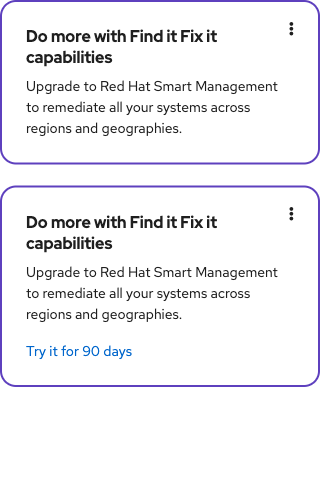 Do more with Find it Fix it
capabilities
Upgrade to Red Hat Smart Management
to remediate all your systems across
regions and geographies.
Do more with Find it Fix it
capabilities
Upgrade to Red Hat Smart Management
to remediate all your systems across
regions and geographies.
Try it for 90 days